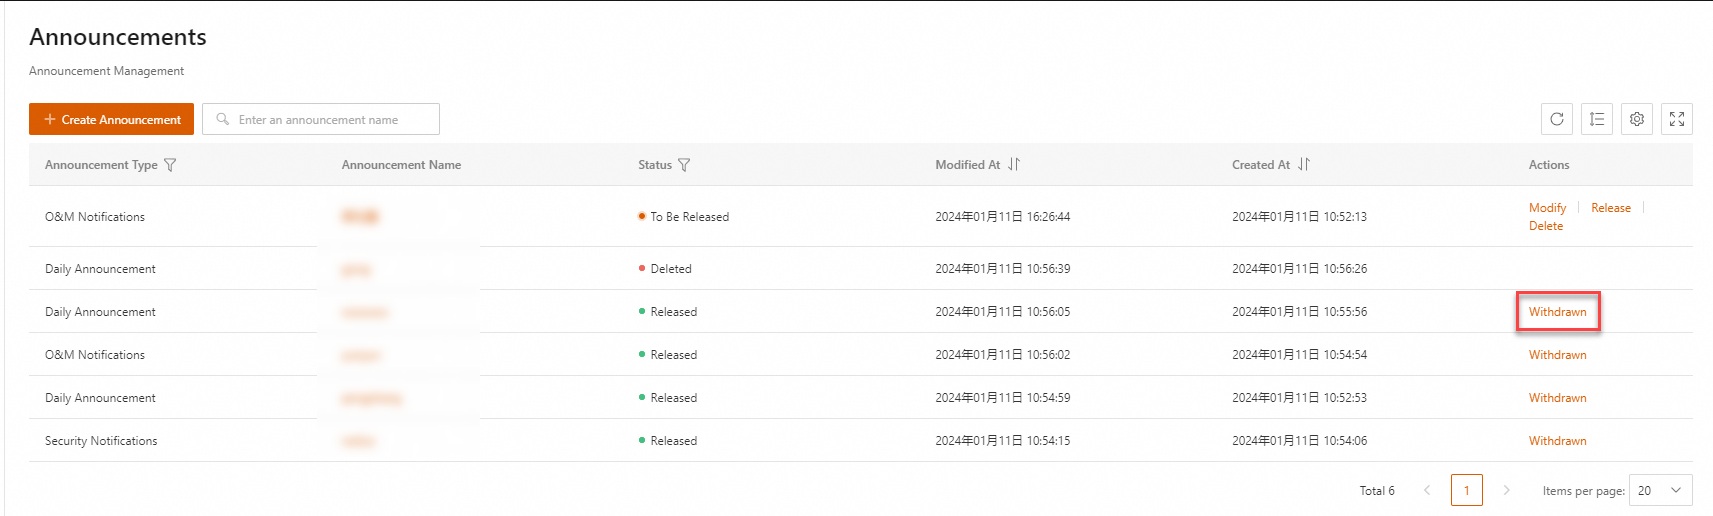 Announcements
Announcement Management
Create Announcement
Enter an announcement name
Announcement Type Announcement Name Status Modified At Created At Actions
O&M Notifications To Be Released 2024年01月11日 16:26:44 2024年01月11日 10:52:13 Modify Release
Delete
Daily Announcement Deleted 2024年01月11日 10:56:39 2024年01月11日 10:56:26
Daily Announcement Released 2024年01月11日 10:56:05 2024年01月11日 10:55:56 Withdrawn
O&M Notifications Released 2024年01月11日 10:56:02 2024年01月11日 10:54:54 Withdrawn
Daily Announcement Released 2024年01月11日 10:54:59 2024年01月11日 10:52:53 Withdrawn
Security Notifications Released 2024年01月11日 10:54:15 2024年01月11日 10:54:06 Withdrawn
Total 6 1 Items per page: 20